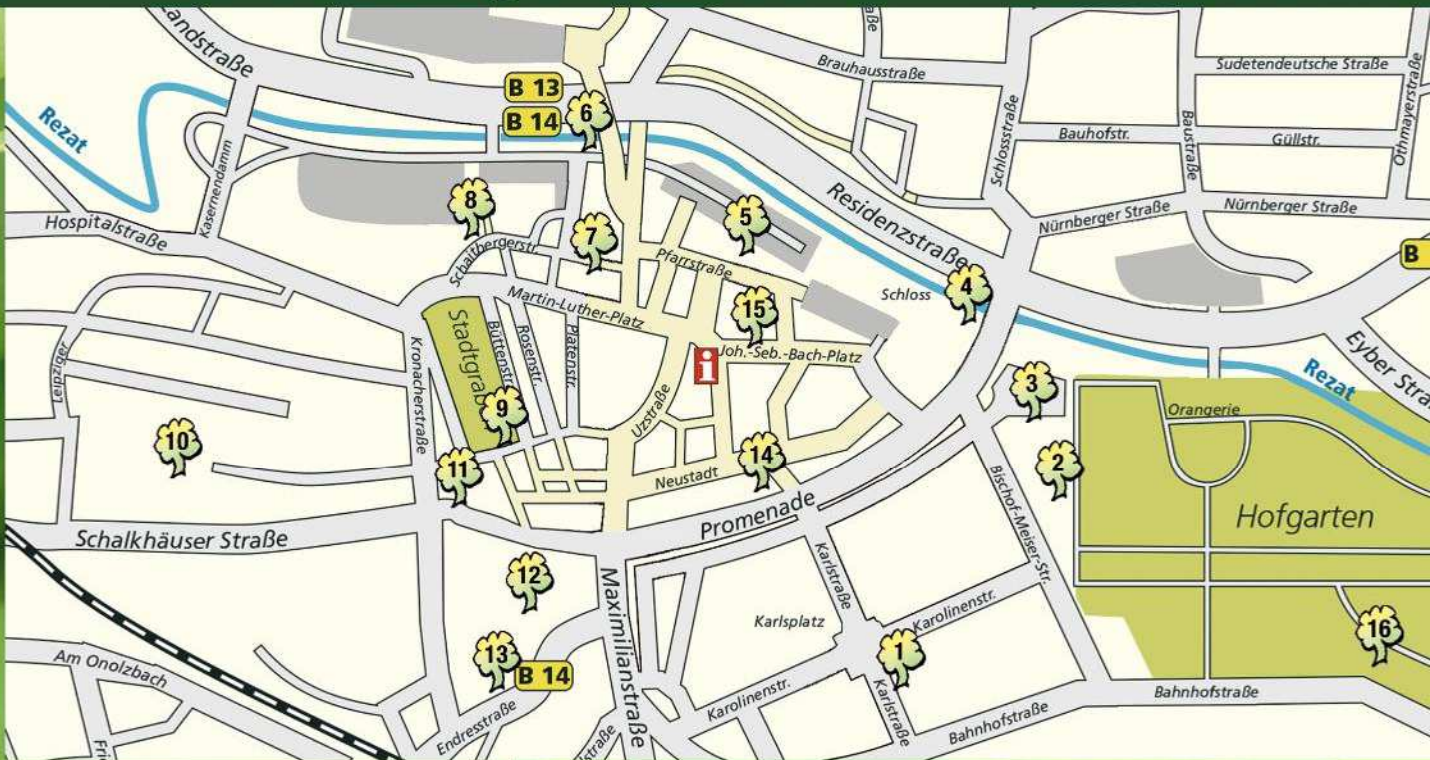 Landstraße
B 13
B 14
6
Brauhausstraße
Sudetendeutsche Straße
Rezat
Kasernendamm
Schlossstraße
Bauhofstr.
Baustraße
Güllstr.
Othmayerstraße
8
7
5
Residenzstraße
Nürnberger Straße
Nürnberger Straße
Hospitalstraße
Schaitbergerstr.
Pfarrstraße
B
Martin-Luther-Platz
15
Schloss
4
Stadtgrab
Büttenstr.
Rosenstr.
Platenstr.
i
Joh.-Seb.-Bach-Platz
Leipziger
Kronacherstraße
Uzstraße
3
Rezat
Eyber Stra
Orangerie
9
10
11
14
2
Neustadt
Promenade
Bischof-Meiser-Str.
Hofgarten
Schalkhäuser Straße
12
Maximilianstraße
Karlstraße
Karlsplatz
Karolinenstr.
1
16
13
B 14
Am Onolzbach
Karolinenstr.
Karlstraße
Bahnhofstraße
Bahnhofstraße
Endresstraße
Frie